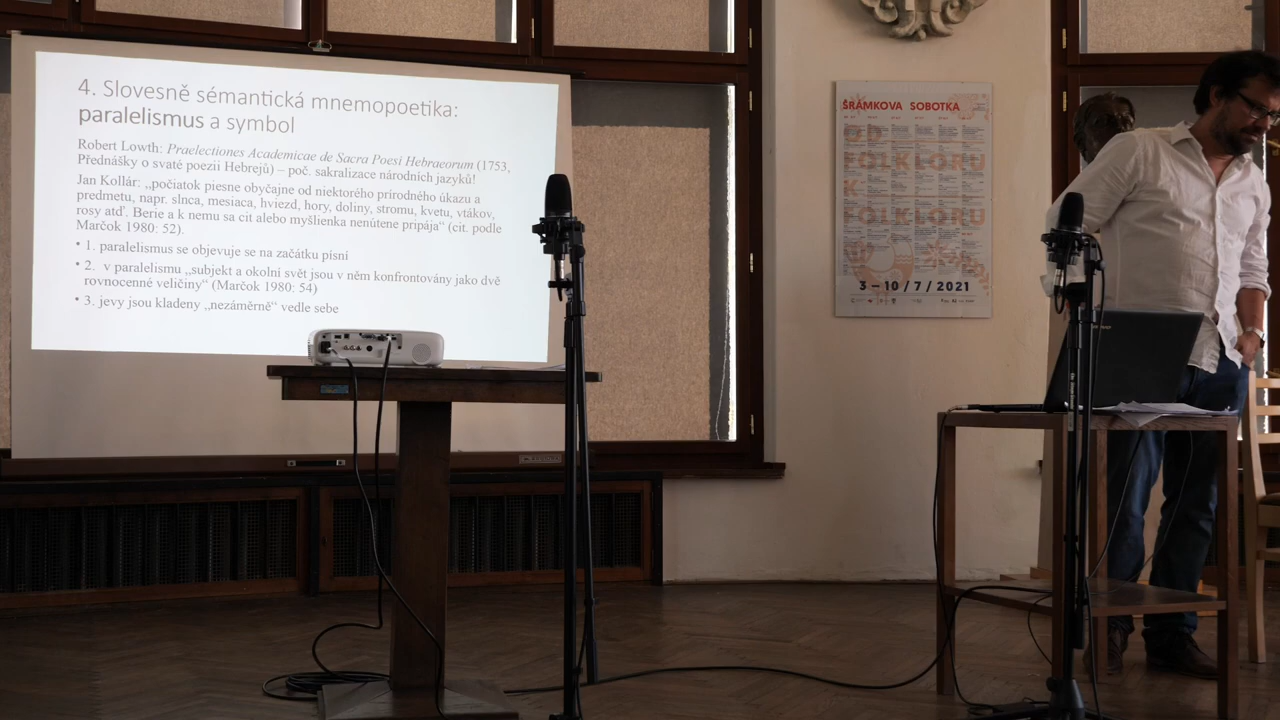 4. Slovesně sémantická mnemopoetika:
paralelismus a symbol
Robert Lowth: Praelectiones Academicae de Sacra Poesi Hebraeorum (1753,
Přednášky o svaté poezii Hebrejů) – poč. sakralizace národních jazyků!
Jan Kollár: „počiatok piesne obyčajne od niektorého prírodného úkazu a
predmetu, napr. slnca, mesiaca, hviezd, hory, doliny, stromu, kvetu, vtákov,
rosy atď. Berie a k nemu sa cit alebo myšlienka nenútene pripája“ (cit. podle
Marčok 1980: 52).
• 1. paralelismus se objevuje se na začátku písní
• 2. v paralelismu „subjekt a okolní svět jsou v něm konfrontovány jako dvě
rovnocenné veličiny“ (Marčok 1980: 54)
• 3. jevy jsou kladeny „nezáměrně“ vedle sebe
ŠRÁMKOVA SOBOTKA
FOLKLORU
K
FOLKLORU
3 – 10 / 7 / 2021